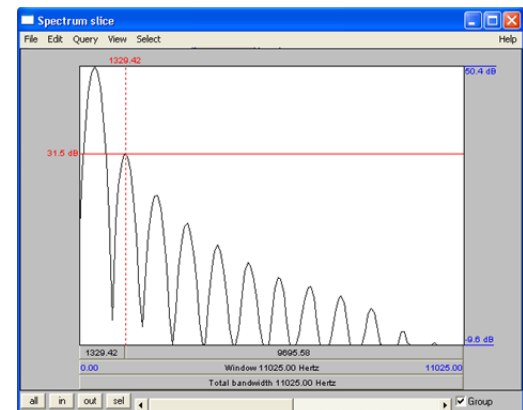 Spectrum slice
File Edit Query View Select Help
1329.42
50.4 dB
31.5 dB
-9.6 dB
1329.42 9695.58
0.00 Window 11025.00 Hertz 11025.00
Total bandwidth 11025.00 Hertz
all in out sel Group